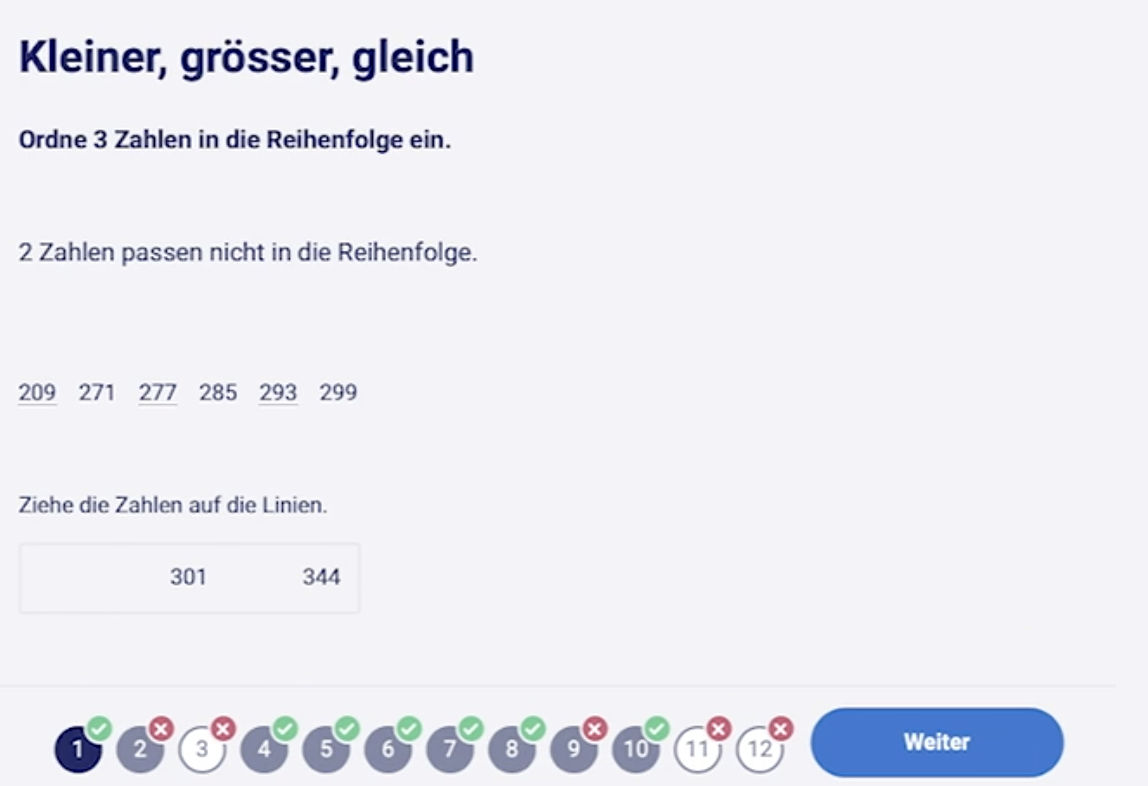 Kleiner, grösser, gleich
Ordne 3 Zahlen in die Reihenfolge ein.
2 Zahlen passen nicht in die Reihenfolge.
209 271 277 285 293 299
Ziehe die Zahlen auf die Linien.
301 344
1 2 3 4 5 6 7 8 9 10 11 12 Weiter